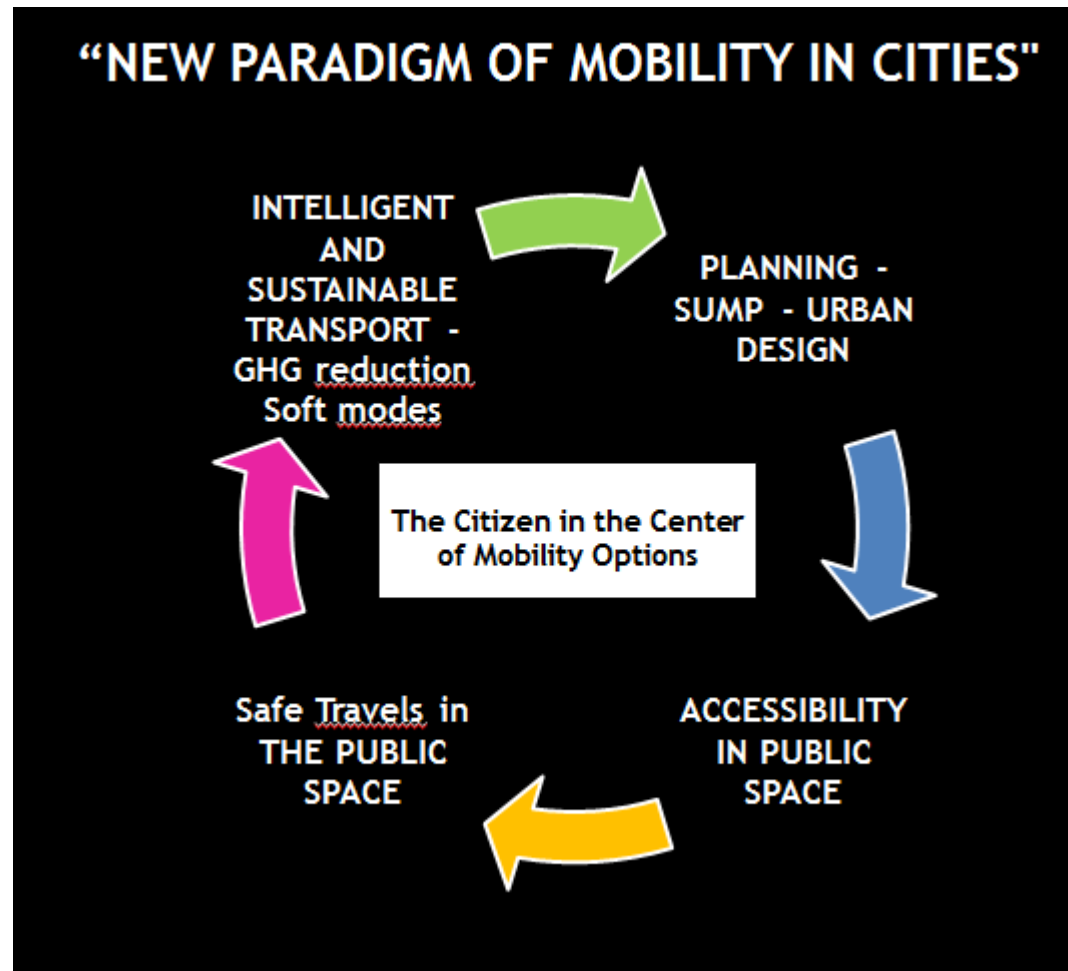 “NEW PARADIGM OF MOBILITY IN CITIES"
INTELLIGENT
AND
SUSTAINABLE
TRANSPORT -
GHG reduction
Soft modes
PLANNING -
SUMP - URBAN
DESIGN
The Citizen in the Center
of Mobility Options
Safe Travels in
THE PUBLIC
SPACE
ACCESSIBILITY
IN PUBLIC
SPACE